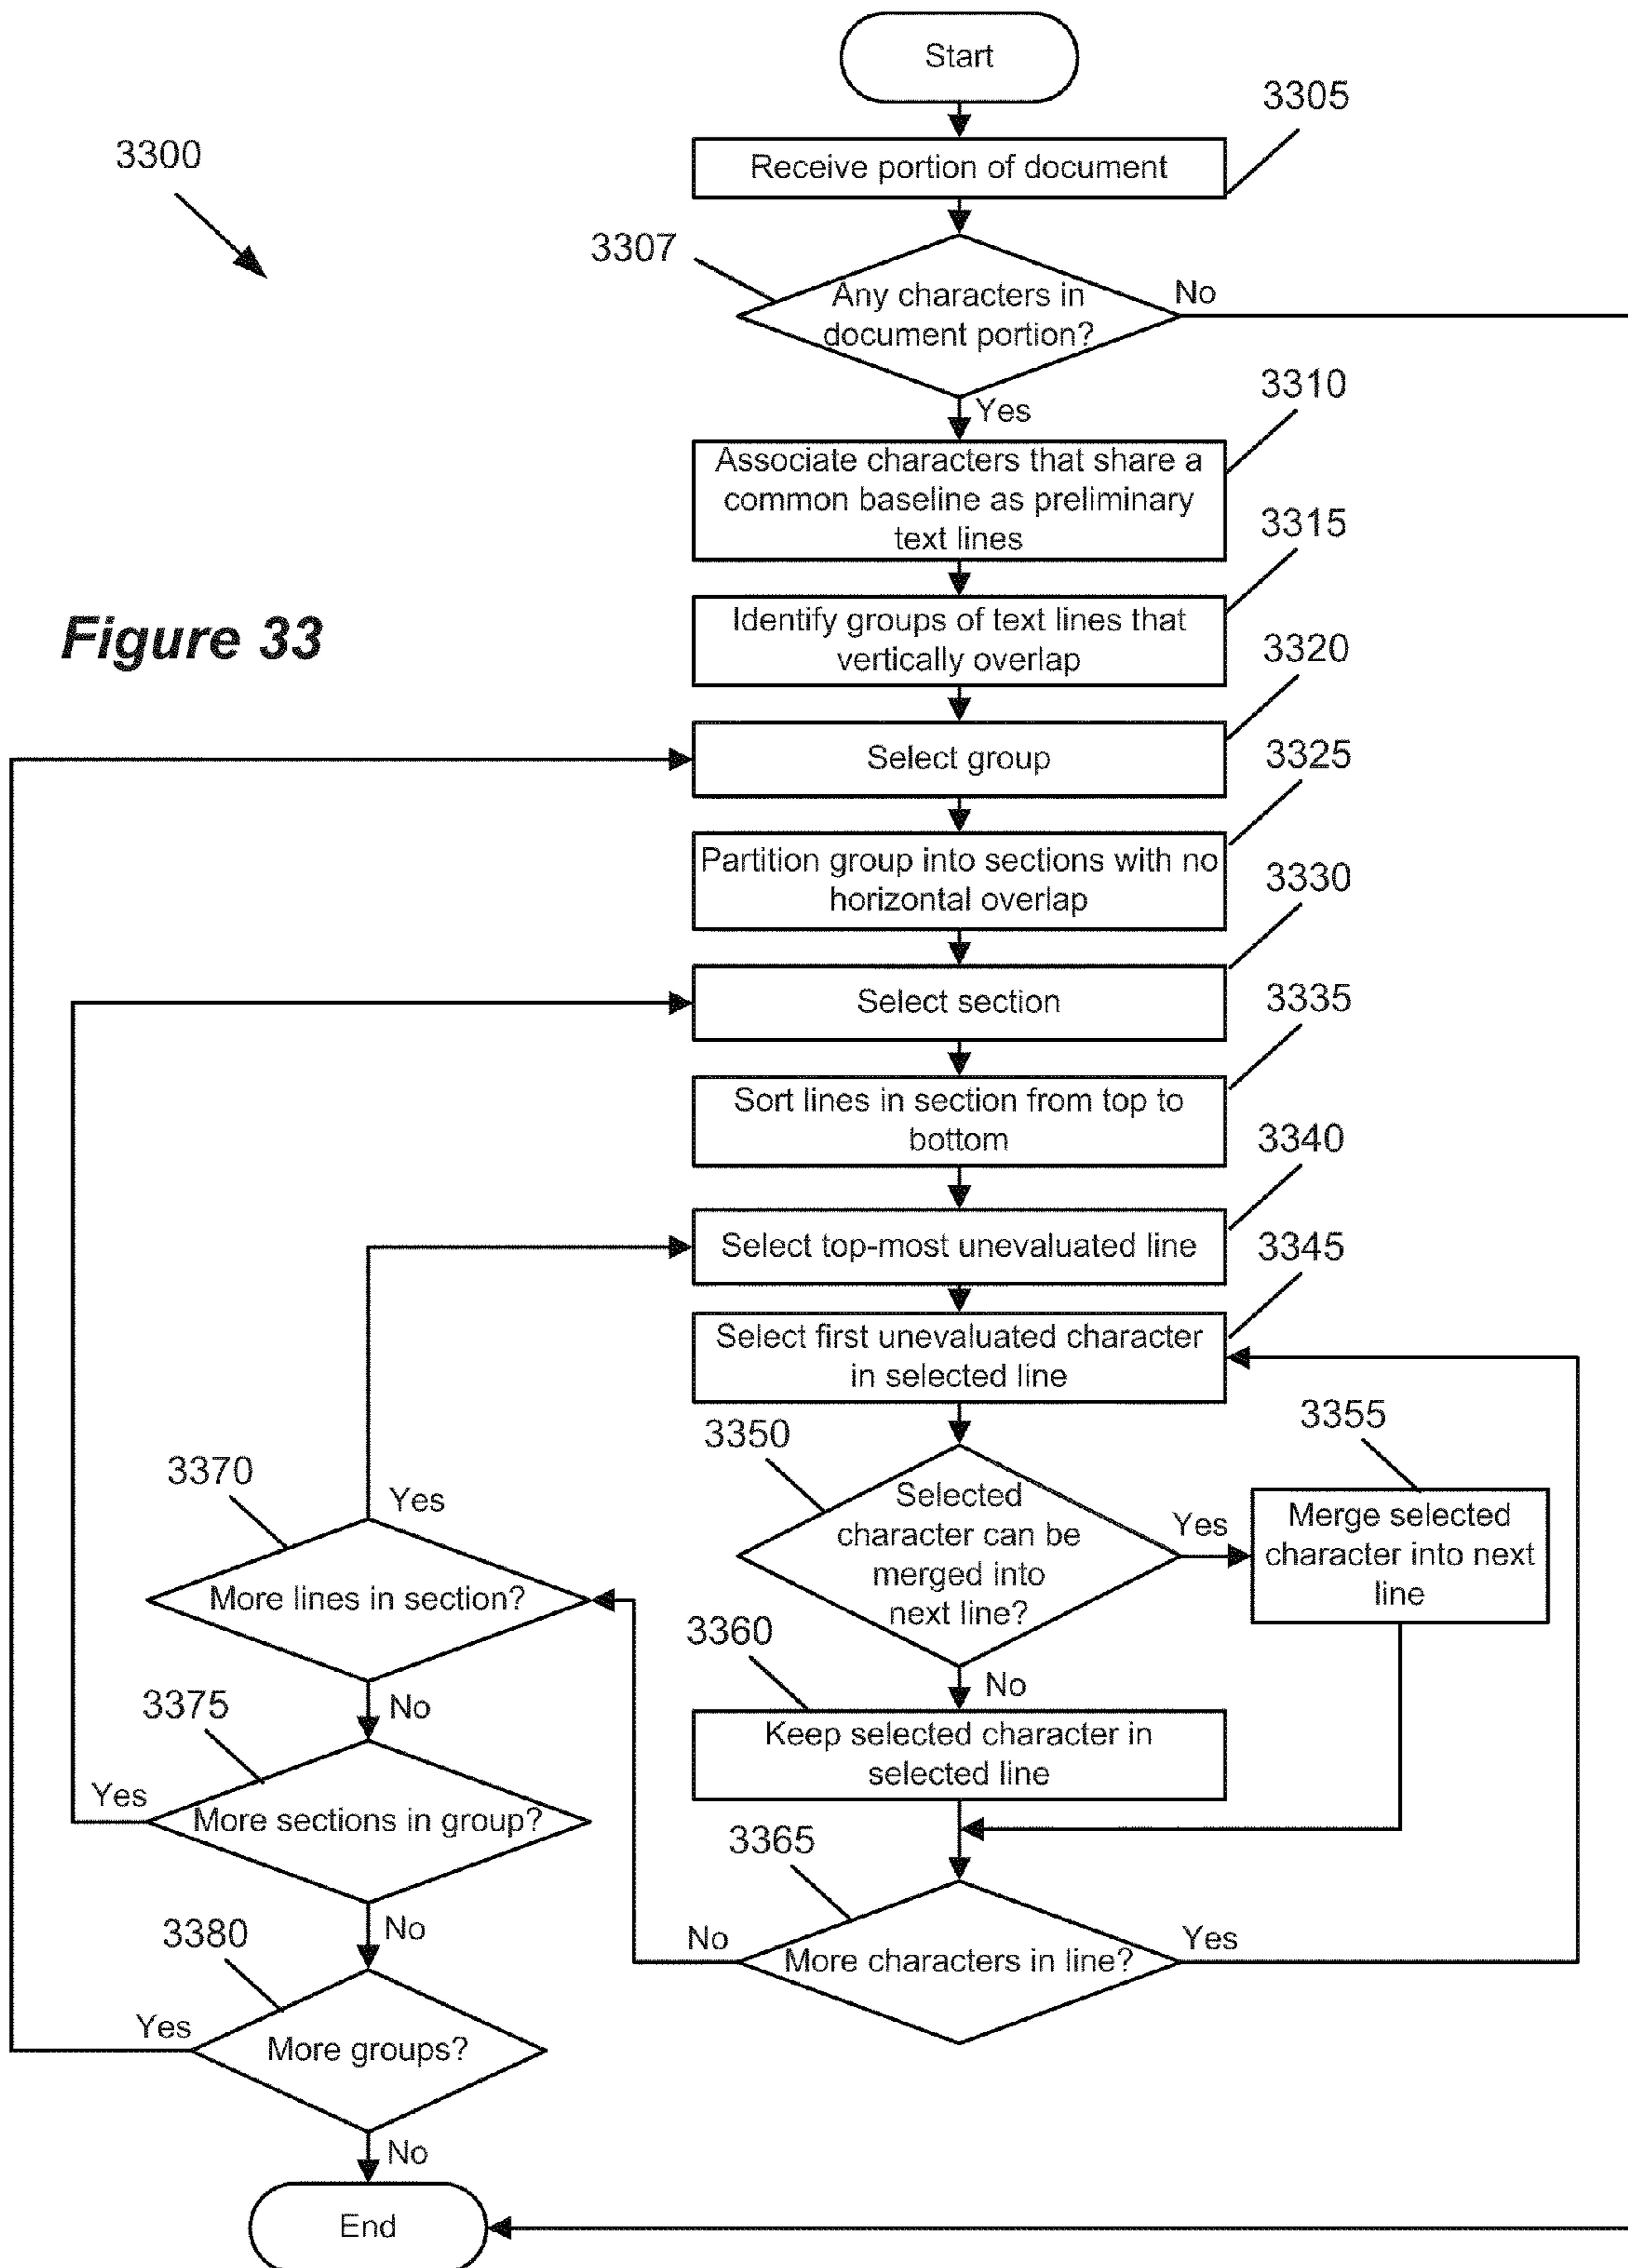 Start
3305
3300
Receive portion of document
3307
Any characters in
document portion?
No
Yes
3310
Associate characters that share a
common baseline as preliminary
text lines
3315
Figure 33
Identify groups of text lines that
vertically overlap
3320
Select group
3325
Partition group into sections with no
horizontal overlap
3330
Select section
3335
Sort lines in section from top to
bottom
3340
Select top-most unevaluated line
3345
Select first unevaluated character
in selected line
3350
Selected
character can be
merged into
next line?
Yes
3355
Merge selected
character into next
line
No
3360
Keep selected character in
selected line
3365
More characters in line?
Yes
No
3370
More lines in section?
Yes
No
3375
More sections in group?
Yes
No
3380
More groups?
Yes
No
End